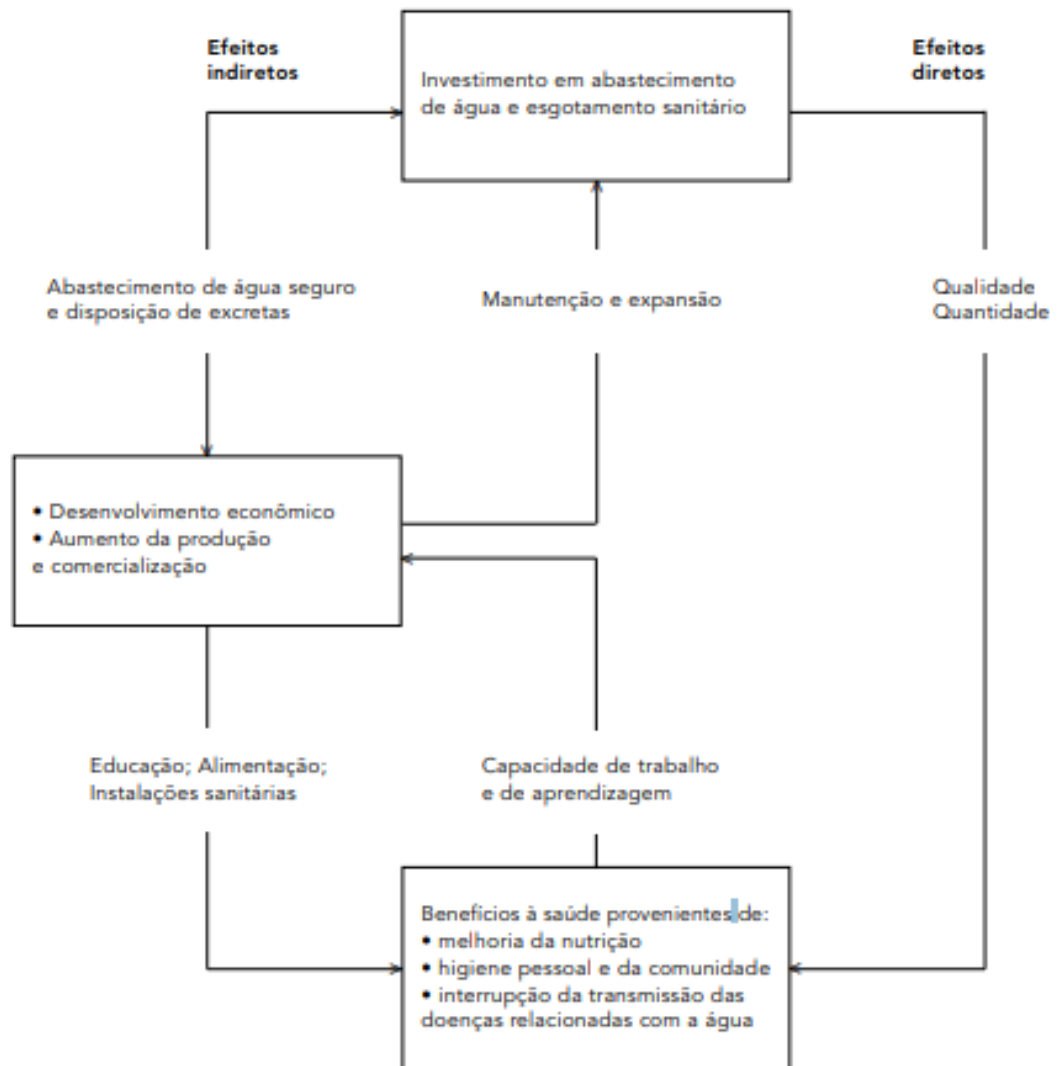 Efeitos
indiretos
Efeitos
diretos
Investimento em abastecimento
de água e esgotamento sanitário
Abastecimento de água seguro
e disposição de excretas
Manutenção e expansão
Qualidade
Quantidade
• Desenvolvimento econômico
• Aumento da produção
e comercialização
Educação; Alimentação;
Instalações sanitárias
Capacidade de trabalho
e de aprendizagem
Benefícios à saúde provenientes de:
• melhoria da nutrição
• higiene pessoal e da comunidade
• interrupção da transmissão das
doenças relacionadas com a água